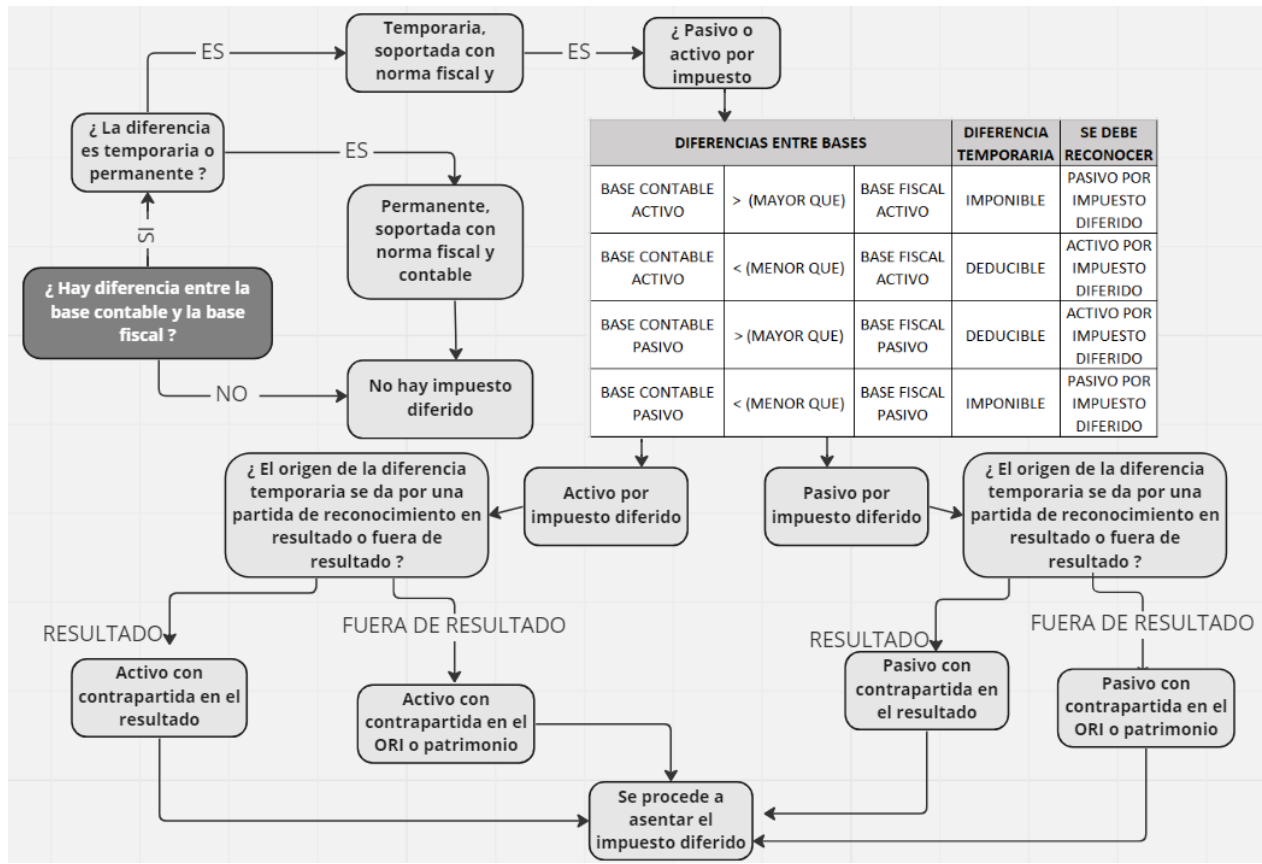 Temporaria,
soportada con
norma fiscal y
ES
ES
¿ Pasivo o
activo por
impuesto
¿ La diferencia
es temporaria o
permanente ?
ES
Permanente,
soportada con
norma fiscal y
contable
SI
¿ Hay diferencia entre la
base contable y la base
fiscal ?
NO
No hay impuesto
diferido
DIFERENCIAS ENTRE BASES
DIFERENCIA
TEMPORARIA
SE DEBE
RECONOCER
BASE CONTABLE
ACTIVO
> (MAYOR QUE)
BASE FISCAL
ACTIVO
IMPONIBLE
PASIVO POR
IMPUESTO
DIFERIDO
BASE CONTABLE
ACTIVO
< (MENOR QUE)
BASE FISCAL
ACTIVO
DEDUCIBLE
ACTIVO POR
IMPUESTO
DIFERIDO
BASE CONTABLE
PASIVO
> (MAYOR QUE)
BASE FISCAL
PASIVO
DEDUCIBLE
ACTIVO POR
IMPUESTO
DIFERIDO
BASE CONTABLE
PASIVO
< (MENOR QUE)
BASE FISCAL
PASIVO
IMPONIBLE
PASIVO POR
IMPUESTO
DIFERIDO
¿ El origen de la diferencia
temporaria se da por una
partida de reconocimiento en
resultado o fuera de
resultado ?
Activo por
impuesto diferido
Pasivo por
impuesto diferido
¿ El origen de la diferencia
temporaria se da por una
partida de reconocimiento en
resultado o fuera de
resultado ?
RESULTADO
FUERA DE RESULTADO
RESULTADO
FUERA DE RESULTADO
Activo con
contrapartida en el
resultado
Activo con
contrapartida en el
ORI o patrimonio
Pasivo con
contrapartida en
el resultado
Pasivo con
contrapartida en el
ORI o patrimonio
Se procede a
asentar el
impuesto diferido